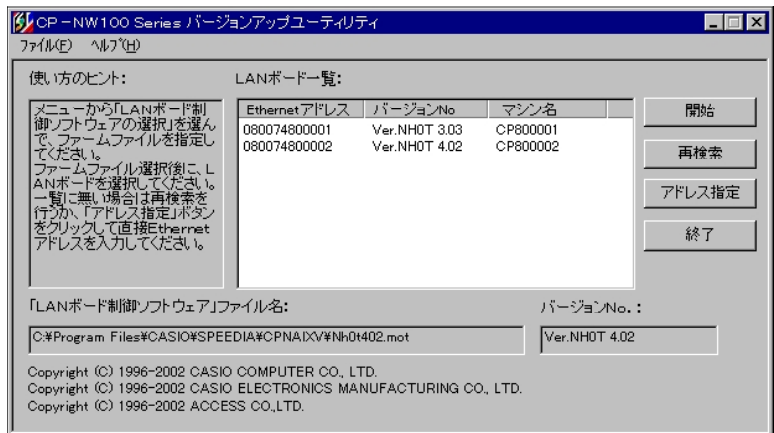 CP-NW100 Series バージョンアップユーティリティ
ファイル(F) ヘルプ(H)
使い方のヒント:
メニューから「LANボード制
御ソフトウェアの選択」を選ん
で、ファームファイルを指定し
てください。
ファームファイル選択後に、L
ANボードを選択してください。
一覧に無い場合は再検索を
行うか、「アドレス指定」ボタン
をクリックして直接Ethernet
アドレスを入力してください。
LANボード一覧:
Ethernetアドレス バージョンNo マシン名
080074800001 Ver.NH0T 3.03 CP800001
080074800002 Ver.NH0T 4.02 CP800002
開始
再検索
アドレス指定
終了
「LANボード制御ソフトウェア」ファイル名:
C:¥Program Files¥CASIO¥SPEEDIA¥CPNAIXV¥Nh0t402.mot
バージョンNo.:
Ver.NH0T 4.02
Copyright (C) 1996-2002 CASIO COMPUTER CO., LTD.
Copyright (C) 1996-2002 CASIO ELECTRONICS MANUFACTURING CO., LTD.
Copyright (C) 1996-2002 ACCESS CO.,LTD.